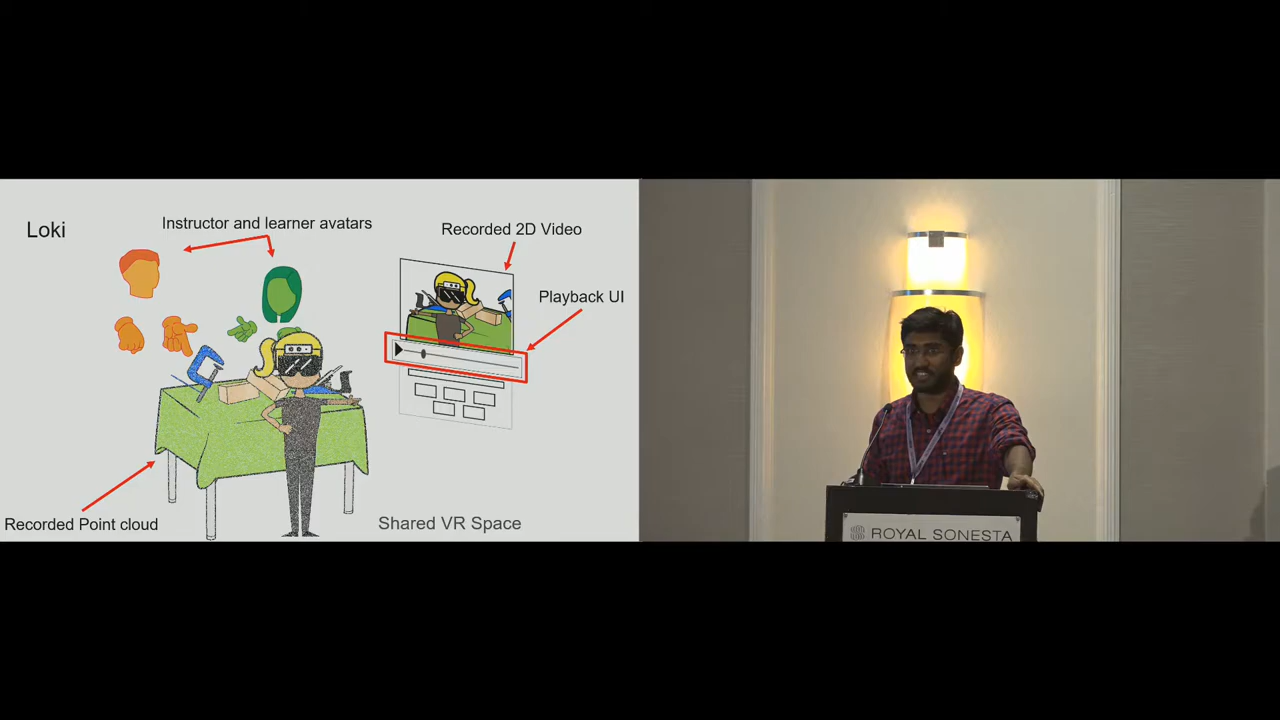 Loki
Instructor and learner avatars
Recorded 2D Video
Playback UI
Recorded Point cloud
Shared VR Space
ROYAL SONESTA